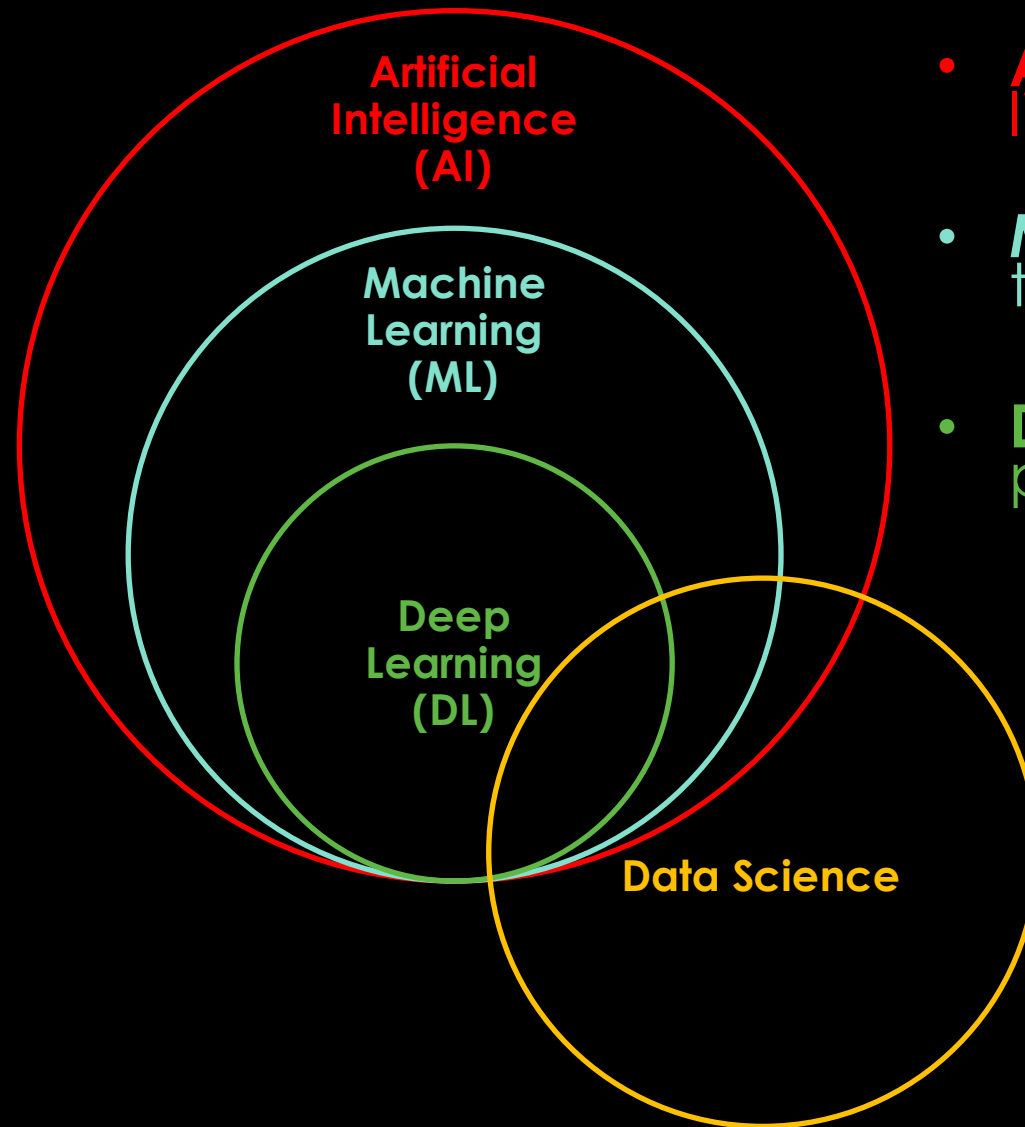 Artificial
Intelligence
(AI)
Machine
Learning
(ML)
Deep
Learning
(DL)
Data Science